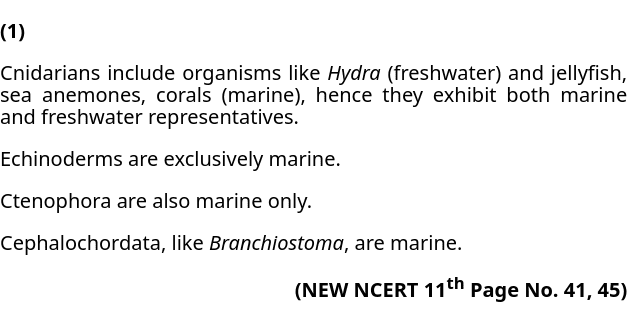 (1)
Cnidarians include organisms like Hydra (freshwater) and jellyfish,
sea anemones, corals (marine), hence they exhibit both marine
and freshwater representatives.
Echinoderms are exclusively marine.
Ctenophora are also marine only.
Cephalochordata, like Branchiostoma, are marine.
(NEW NCERT 11th Page No. 41, 45)